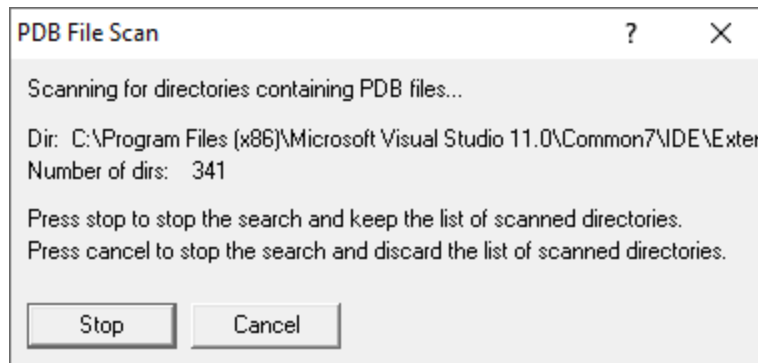 PDB File Scan ? X
Scanning for directories containing PDB files...
Dir: C:\Program Files (x86)\Microsoft Visual Studio 11.0\Common7\IDE\Exter
Number of dirs: 341
Press stop to stop the search and keep the list of scanned directories.
Press cancel to stop the search and discard the list of scanned directories.
Stop Cancel